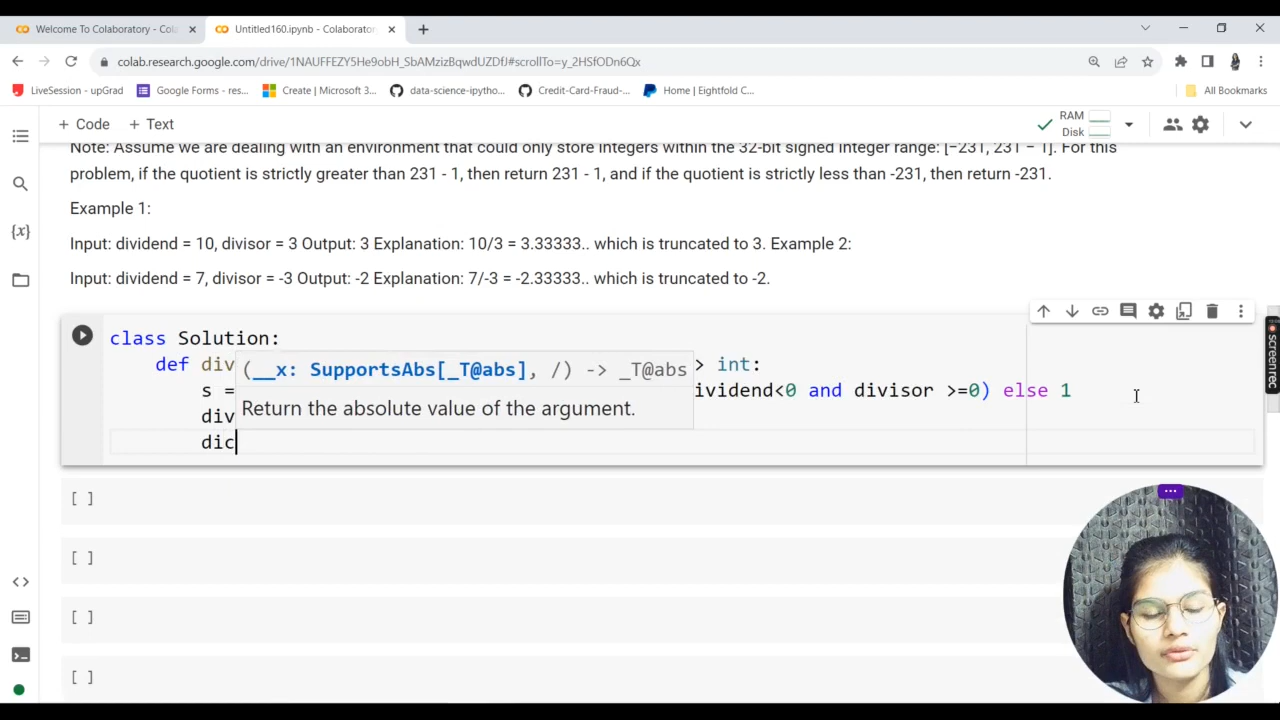 Welcome To Colaboratory - Col
Untitled160.ipynb - Colaborator
colab.research.google.com/drive/1NAUFFEZY5He9obH_SbAMzizBqwdUZDfJ#scrollTo=y_2HSfODn6Qx
LiveSession - upGrad
Google Forms - res...
Create | Microsoft 3...
data-science-ipytho...
Credit-Card-Fraud-...
Home | Eightfold C...
All Bookmarks
+ Code + Text
RAM
Disk
Note: Assume we are dealing with an environment that could only store integers within the 32-bit signed integer range: [−231, 231 − 1]. For this
problem, if the quotient is strictly greater than 231 - 1, then return 231 - 1, and if the quotient is strictly less than -231, then return -231.
Example 1:
Input: dividend = 10, divisor = 3 Output: 3 Explanation: 10/3 = 3.33333.. which is truncated to 3. Example 2:
Input: dividend = 7, divisor = -3 Output: -2 Explanation: 7/-3 = -2.33333.. which is truncated to -2.
class Solution:
def div
> int:
(__x: SupportsAbs[_T@abs], /) -> _T@abs
s =
ividend<0 and divisor >=0) else 1
Return the absolute value of the argument.
div
dic
[ ]
[ ]
[ ]
[ ]
{x}
screenrec